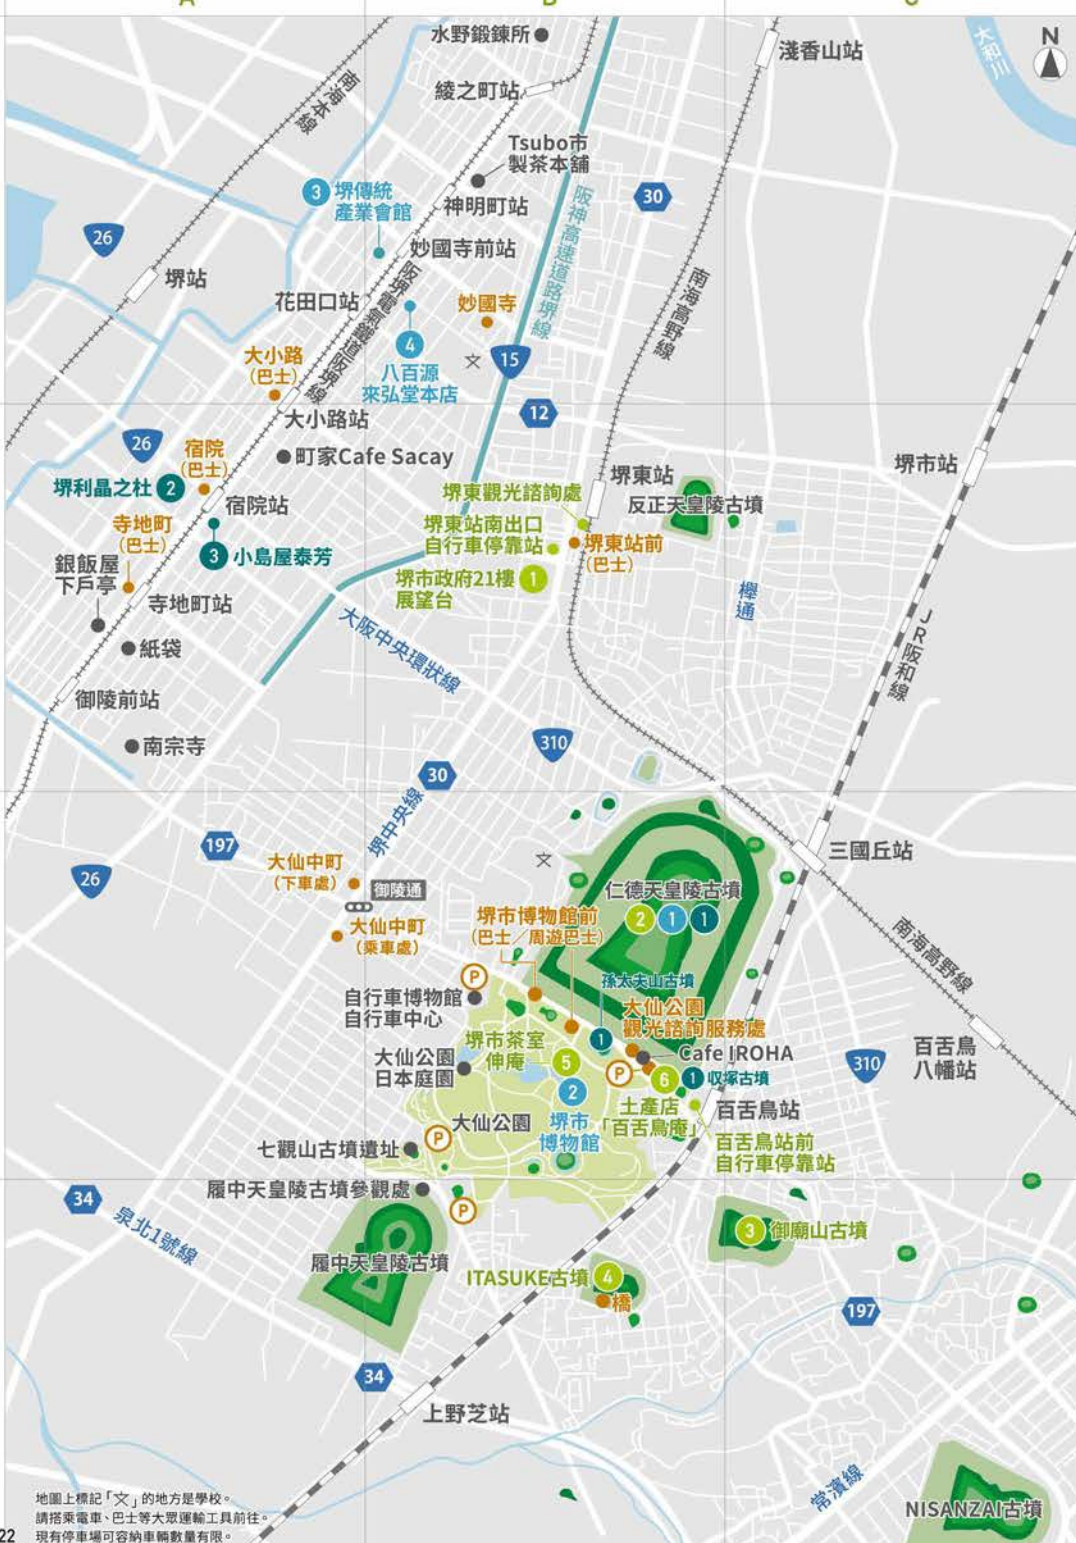 A
B
C
水野鍛鍊所
淺香山站
大和川
N
綾之町站
南海本線
Tsubo市
製茶本舖
30
3
堺傳統
產業會館
神明町站
阪神高速道路堺線
26
妙國寺前站
堺站
花田口站
阪堺電氣鐵道阪堺線
妙國寺
南海高野線
4
八百源
來弘堂本店
文
15
大小路
(巴士)
大小路站
12
26
宿院
(巴士)
町家Cafe Sacay
堺東站
堺市站
堺利晶之杜
2
堺東觀光諮詢處
反正天皇陵古墳
宿院站
寺地町
(巴士)
堺東站南出口
自行車停靠站
堺東站前
(巴士)
3
小島屋泰芳
銀飯屋
下戶亭
堺市政府21樓
展望台
1
櫸通
寺地町站
大阪中央環狀線
JR阪和線
紙袋
御陵前站
南宗寺
310
30
堺中央線
197
三國丘站
26
大仙中町
(下車處)
文
御陵通
仁德天皇陵古墳
2
1
1
大仙中町
(乘車處)
堺市博物館前
(巴士/周遊巴士)
南海高野線
P
孫太夫山古墳
自行車博物館
自行車中心
大仙公園
觀光諮詢服務處
1
堺市茶室
伸庵
5
Cafe IROHA
百舌鳥
八幡站
310
大仙公園
日本庭園
P
6
1
収塚古墳
2
土產店
「百舌鳥庵」
百舌鳥站
大仙公園
堺市
博物館
P
七觀山古墳遺址
百舌鳥站前
自行車停靠站
履中天皇陵古墳參觀處
34
P
泉北1號線
3
御廟山古墳
履中天皇陵古墳
ITASUKE古墳
4
橋
197
34
上野芝站
常濱線
NISANZAI古墳
地圖上標記「文」的地方是學校。
請搭乘電車、巴士等大眾運輸工具前往。
22
現有停車場可容納車輛數量有限。